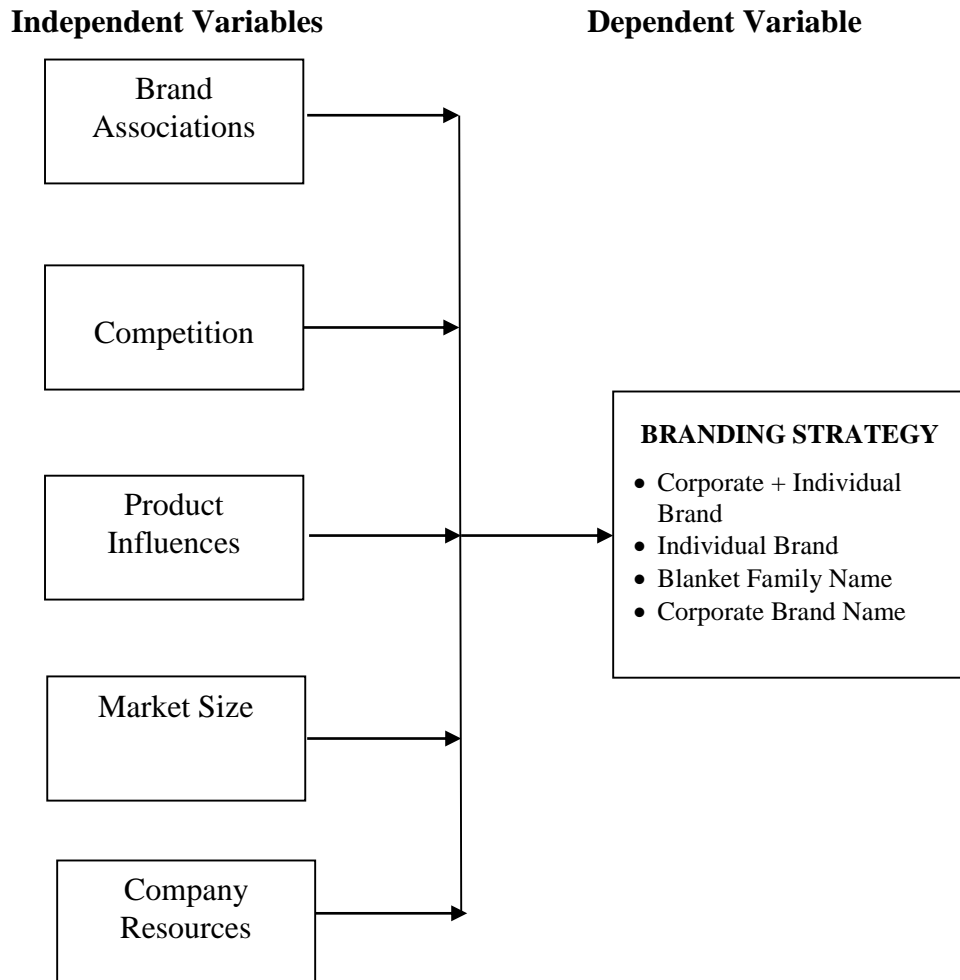 Independent Variables
Dependent Variable
Brand
Associations
Competition
Product
Influences
Market Size
Company
Resources
BRANDING STRATEGY
• Corporate + Individual
Brand
• Individual Brand
• Blanket Family Name
• Corporate Brand Name